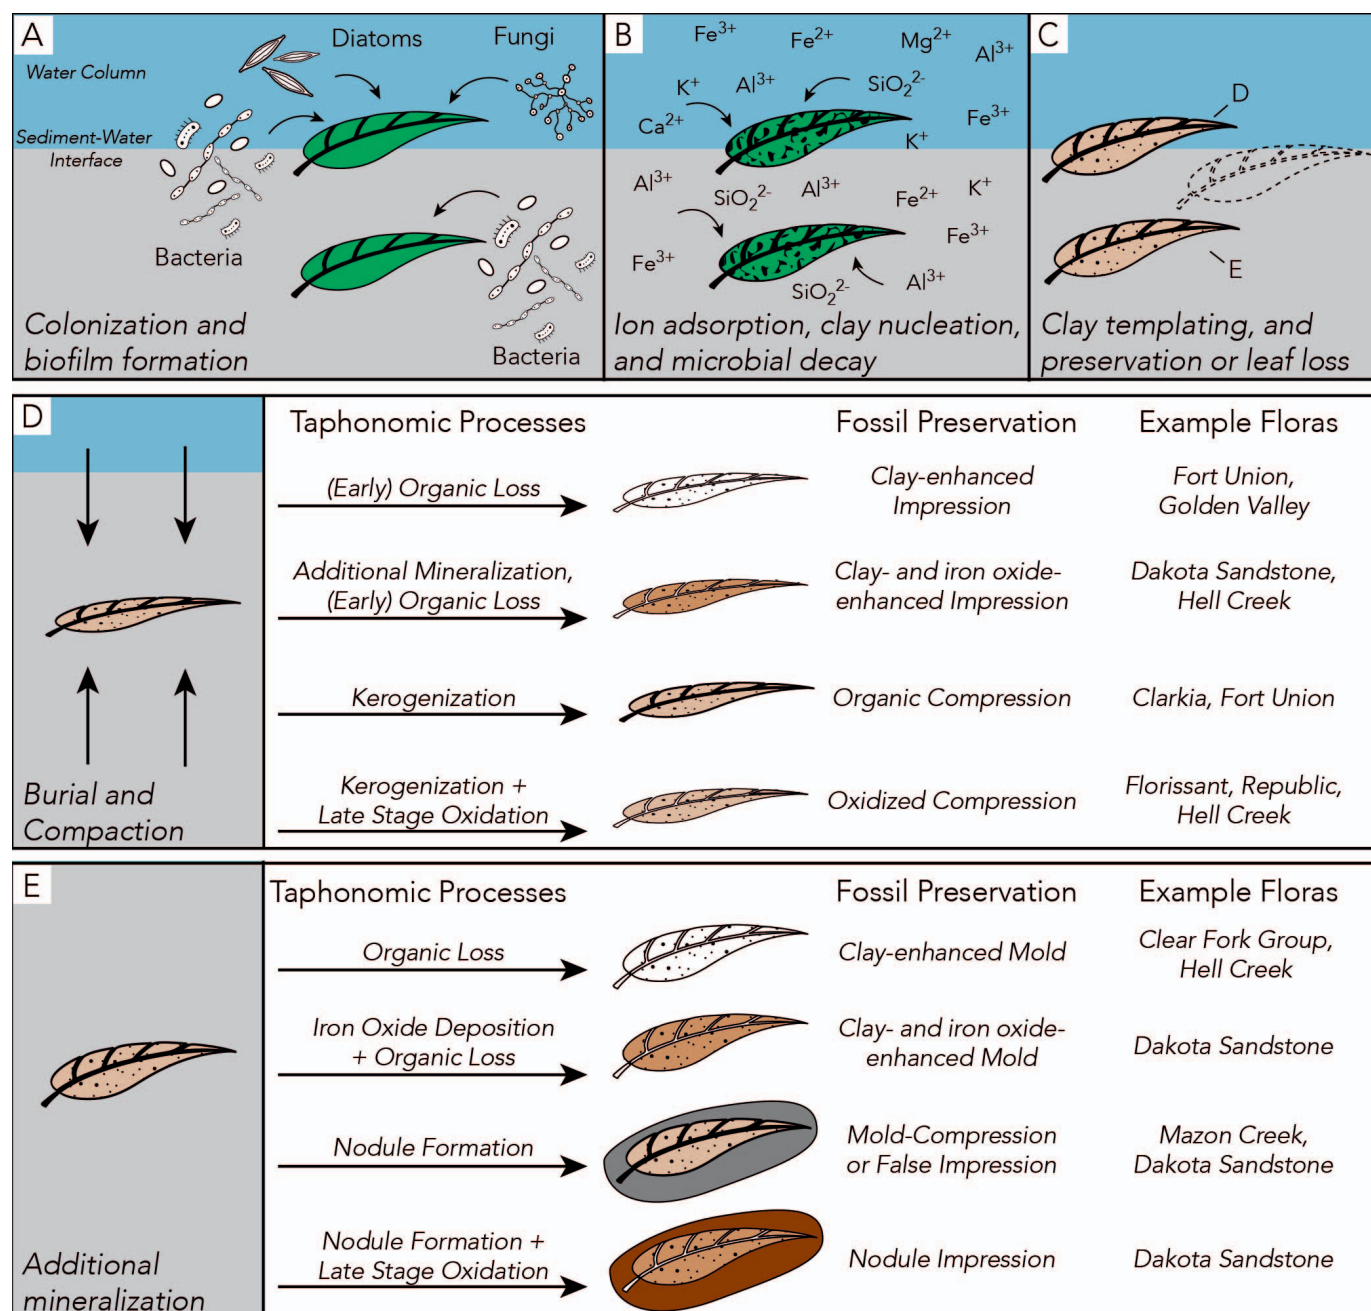 A
Diatoms
Fungi
Water Column
Sediment-Water
Interface
Bacteria
Bacteria
Colonization and
biofilm formation
B
Fe³⁺
Fe²⁺
Mg²⁺
Al³⁺
K⁺
Al³⁺
SiO₂²⁻
Ca²⁺
Fe³⁺
K⁺
Al³⁺
SiO₂²⁻
Al³⁺
Fe²⁺
K⁺
Fe³⁺
Fe³⁺
SiO₂²⁻
Al³⁺
Ion adsorption, clay nucleation,
and microbial decay
C
D
E
Clay templating, and
preservation or leaf loss
D
Burial and
Compaction
Taphonomic Processes
Fossil Preservation
Example Floras
(Early) Organic Loss
Clay-enhanced
Impression
Fort Union,
Golden Valley
Additional Mineralization,
(Early) Organic Loss
Clay- and iron oxide-
enhanced Impression
Dakota Sandstone,
Hell Creek
Kerogenization
Organic Compression
Clarkia, Fort Union
Kerogenization +
Late Stage Oxidation
Oxidized Compression
Florissant, Republic,
Hell Creek
E
Additional
mineralization
Taphonomic Processes
Fossil Preservation
Example Floras
Organic Loss
Clay-enhanced Mold
Clear Fork Group,
Hell Creek
Iron Oxide Deposition
+ Organic Loss
Clay- and iron oxide-
enhanced Mold
Dakota Sandstone
Nodule Formation
Mold-Compression
or False Impression
Mazon Creek,
Dakota Sandstone
Nodule Formation +
Late Stage Oxidation
Nodule Impression
Dakota Sandstone